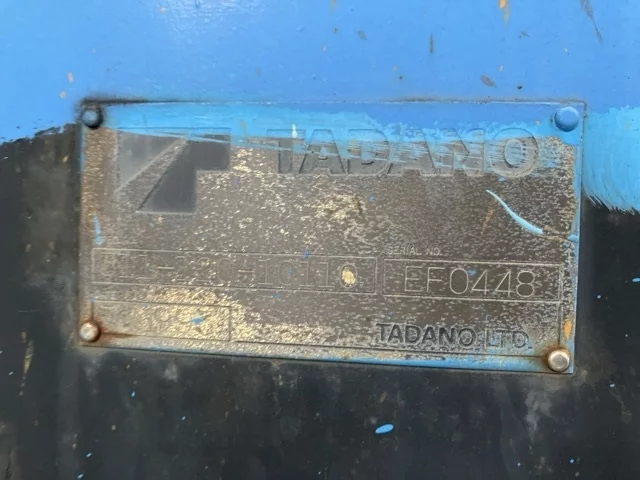 TADANO
SERIAL NO.
EF0448
TADANO LTD.